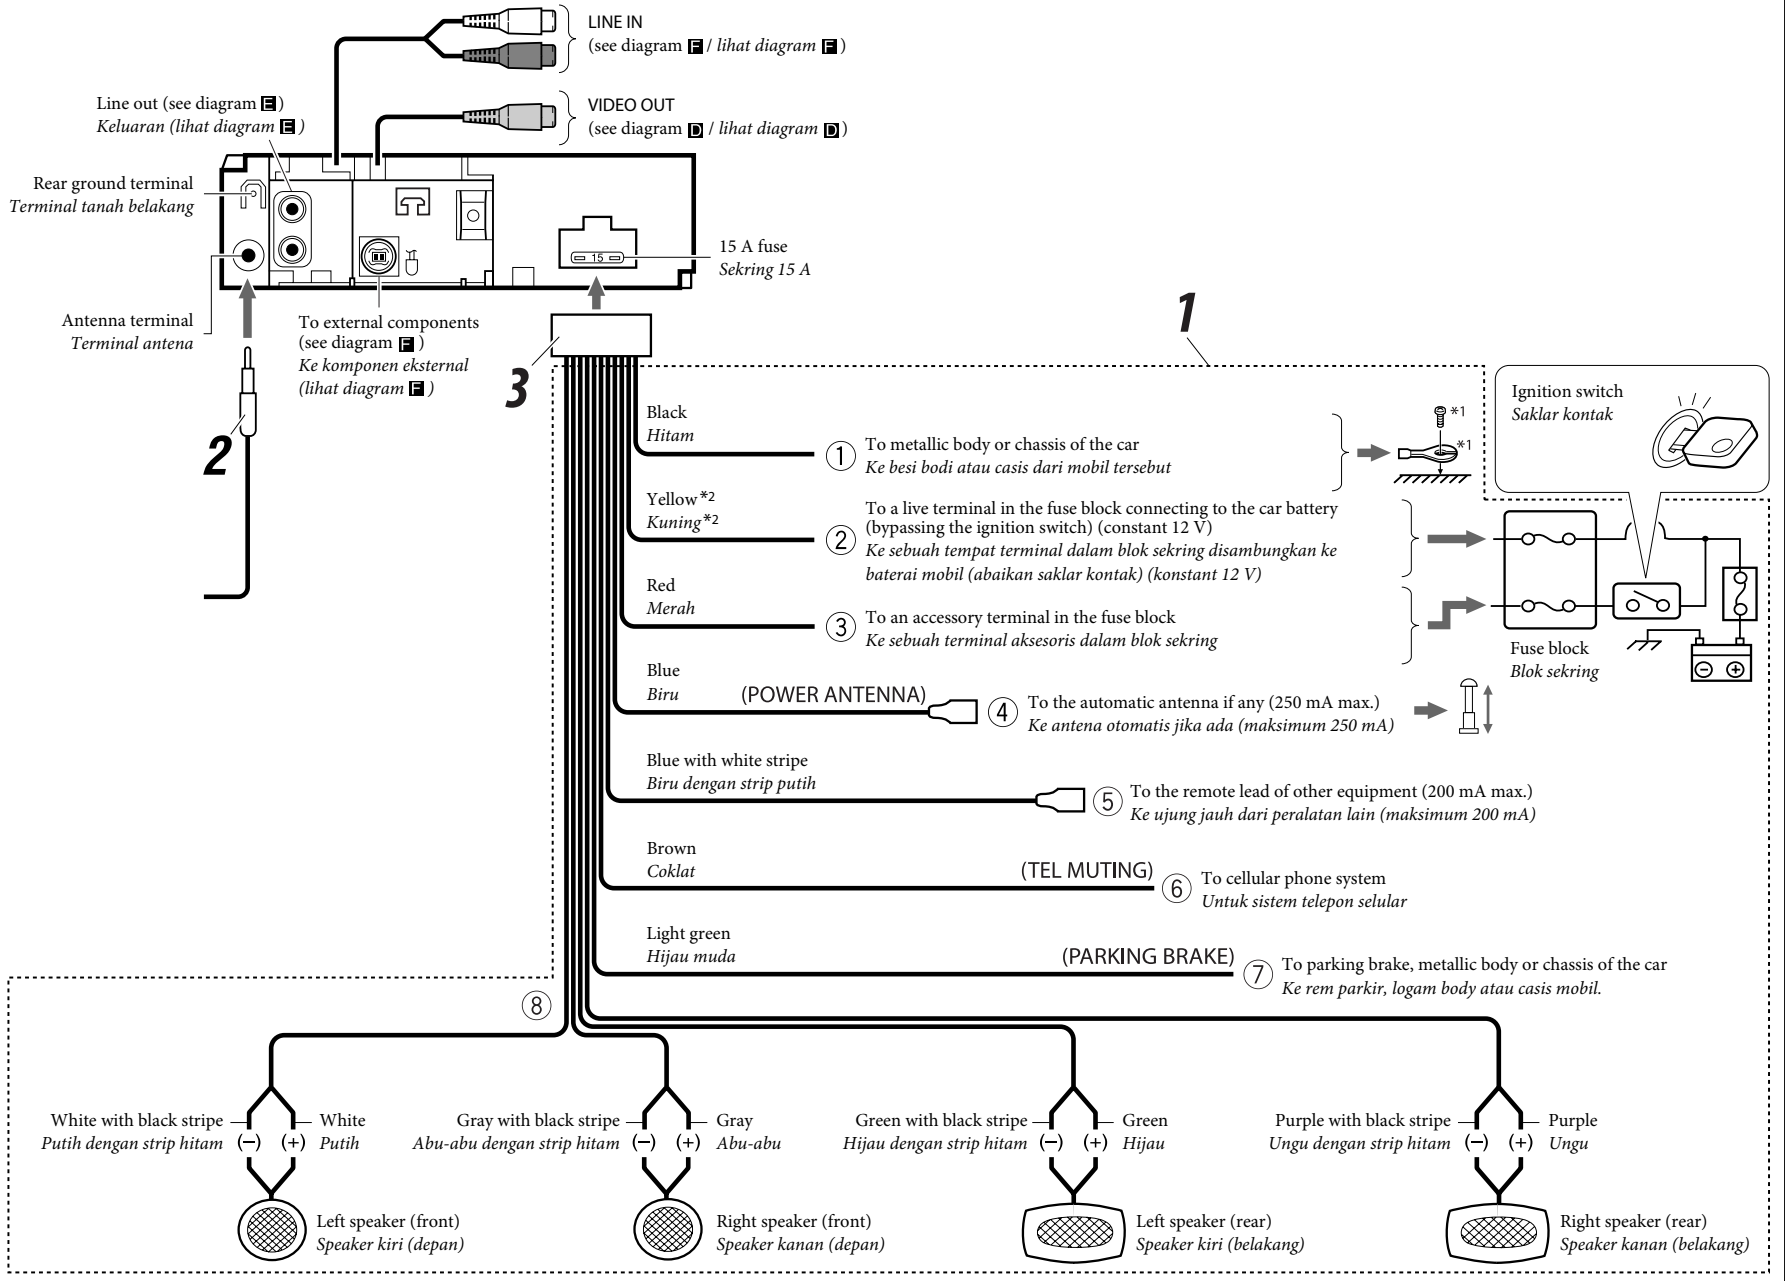 LINE IN
(see diagram F / lihat diagram F )
Line out (see diagram E )
Keluaran (lihat diagram E )
VIDEO OUT
(see diagram D / lihat diagram D )
Rear ground terminal
Terminal tanah belakang
15
15 A fuse
Sekring 15 A
Antenna terminal
Terminal antena
To external components
(see diagram F )
Ke komponen eksternal
(lihat diagram F )
1
2
3
Ignition switch
Saklar kontak
Black
Hitam
① To metallic body or chassis of the car
Ke besi bodi atau casis dari mobil tersebut
*1
*1
Yellow*2
Kuning*2
② To a live terminal in the fuse block connecting to the car battery
(bypassing the ignition switch) (constant 12 V)
Ke sebuah tempat terminal dalam blok sekring disambungkan ke
baterai mobil (abaikan saklar kontak) (konstant 12 V)
Red
Merah
③ To an accessory terminal in the fuse block
Ke sebuah terminal aksesoris dalam blok sekring
Fuse block
Blok sekring
Blue
Biru
(POWER ANTENNA)
④ To the automatic antenna if any (250 mA max.)
Ke antena otomatis jika ada (maksimum 250 mA)
Blue with white stripe
Biru dengan strip putih
⑤ To the remote lead of other equipment (200 mA max.)
Ke ujung jauh dari peralatan lain (maksimum 200 mA)
Brown
Coklat
(TEL MUTING)
⑥ To cellular phone system
Untuk sistem telepon selular
Light green
Hijau muda
(PARKING BRAKE)
⑦ To parking brake, metallic body or chassis of the car
Ke rem parkir, logam body atau casis mobil.
⑧
White with black stripe
Putih dengan strip hitam
(−) (+)
White
Putih
Gray with black stripe
Abu-abu dengan strip hitam
(−) (+)
Gray
Abu-abu
Green with black stripe
Hijau dengan strip hitam
(−) (+)
Green
Hijau
Purple with black stripe
Ungu dengan strip hitam
(−) (+)
Purple
Ungu
Left speaker (front)
Speaker kiri (depan)
Right speaker (front)
Speaker kanan (depan)
Left speaker (rear)
Speaker kiri (belakang)
Right speaker (rear)
Speaker kanan (belakang)